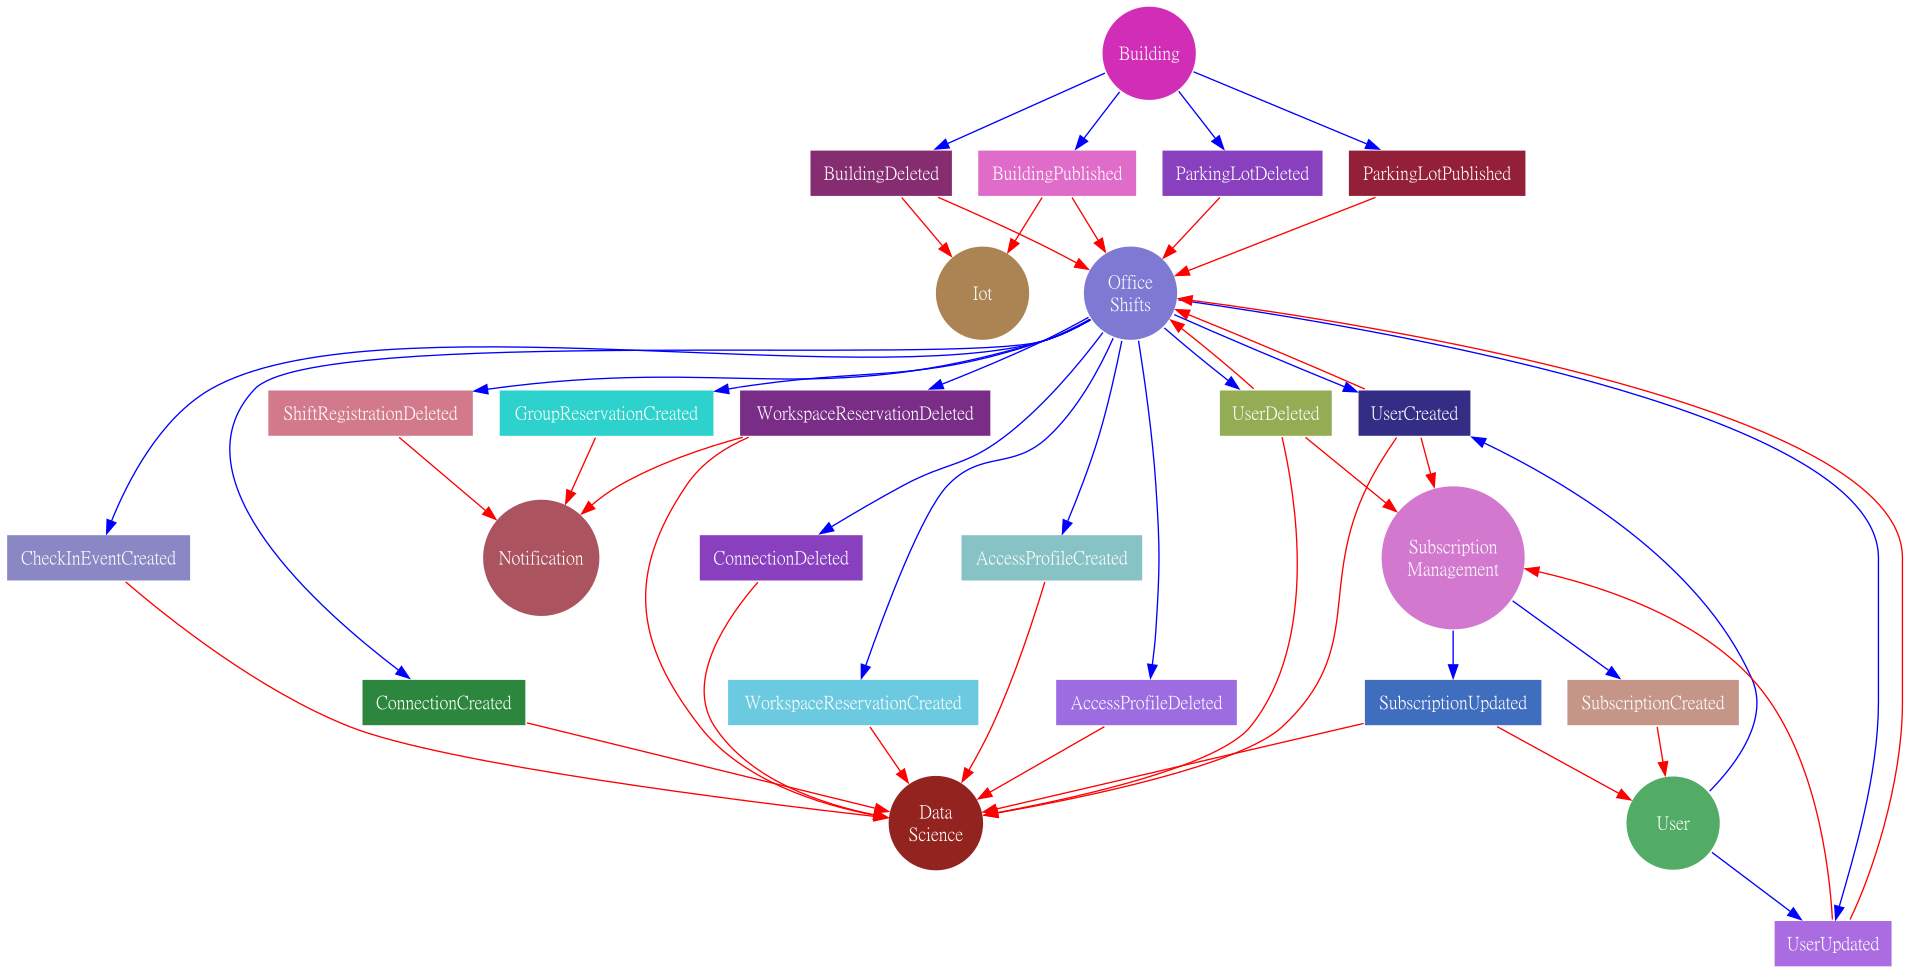 Building
BuildingDeleted
BuildingPublished
ParkingLotDeleted
ParkingLotPublished
Iot
Office
Shifts
ShiftRegistrationDeleted
GroupReservationCreated
WorkspaceReservationDeleted
UserDeleted
UserCreated
CheckInEventCreated
Notification
ConnectionDeleted
AccessProfileCreated
Subscription
Management
ConnectionCreated
WorkspaceReservationCreated
AccessProfileDeleted
SubscriptionUpdated
SubscriptionCreated
Data
Science
User
UserUpdated